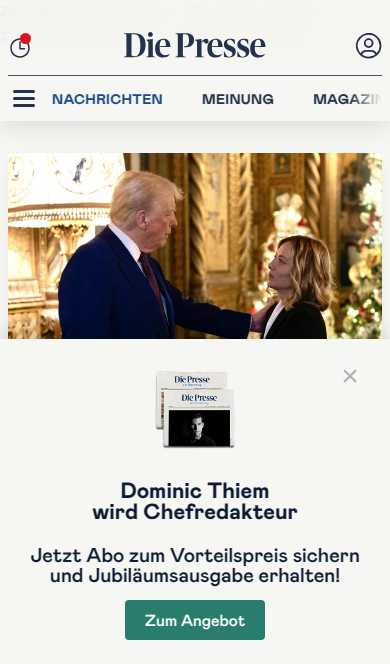 Die Presse
NACHRICHTEN MEINUNG MAGAZIN
Die Presse
Die Presse
Dominic Thiem
wird Chefredakteur
Jetzt Abo zum Vorteilspreis sichern
und Jubiläumsausgabe erhalten!
Zum Angebot